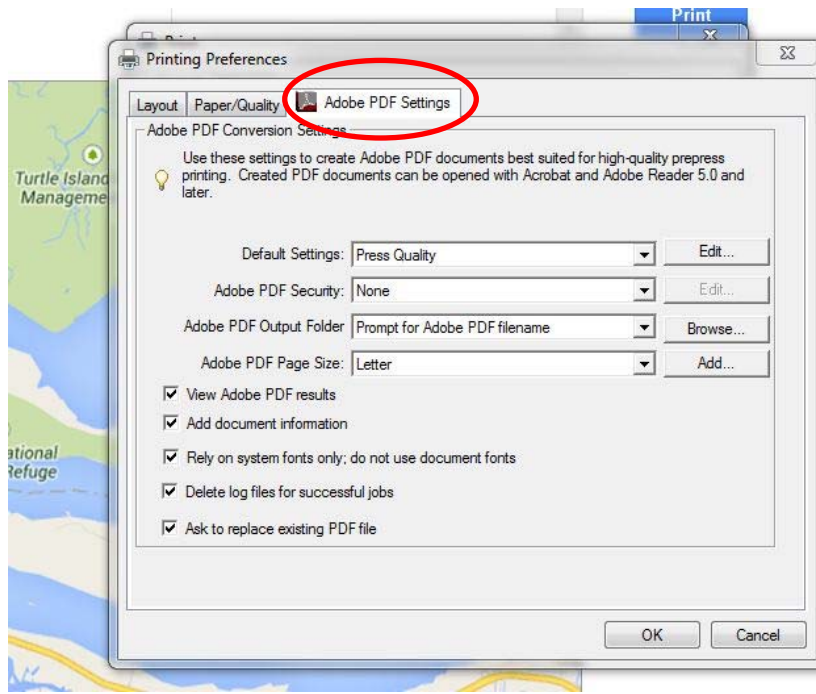 Print
Printing Preferences
Layout
Paper/Quality
Adobe PDF Settings
Adobe PDF Conversion Settings
Use these settings to create Adobe PDF documents best suited for high-quality prepress
printing. Created PDF documents can be opened with Acrobat and Adobe Reader 5.0 and
later.
Default Settings: Press Quality Edit...
Adobe PDF Security: None Edit...
Adobe PDF Output Folder Prompt for Adobe PDF filename Browse...
Adobe PDF Page Size: Letter Add...
View Adobe PDF results
Add document information
Rely on system fonts only; do not use document fonts
Delete log files for successful jobs
Ask to replace existing PDF file
OK
Cancel
Turtle Island
Manageme
ational
Refuge